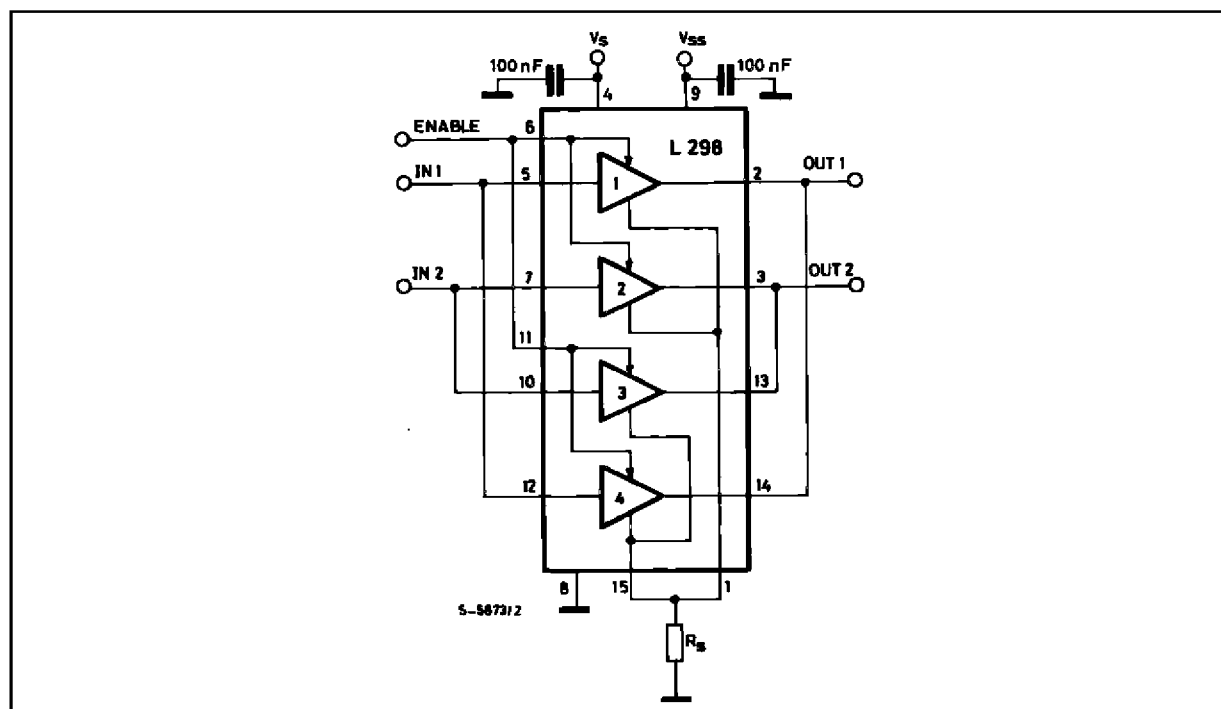 VS VSS
100 nF 100 nF
4 9
ENABLE 6 L 298
IN 1 5 1 2 OUT 1
IN 2 7 2 3 OUT 2
11
10 3 13
12 4 14
8 15 1
S-5873/2
RS